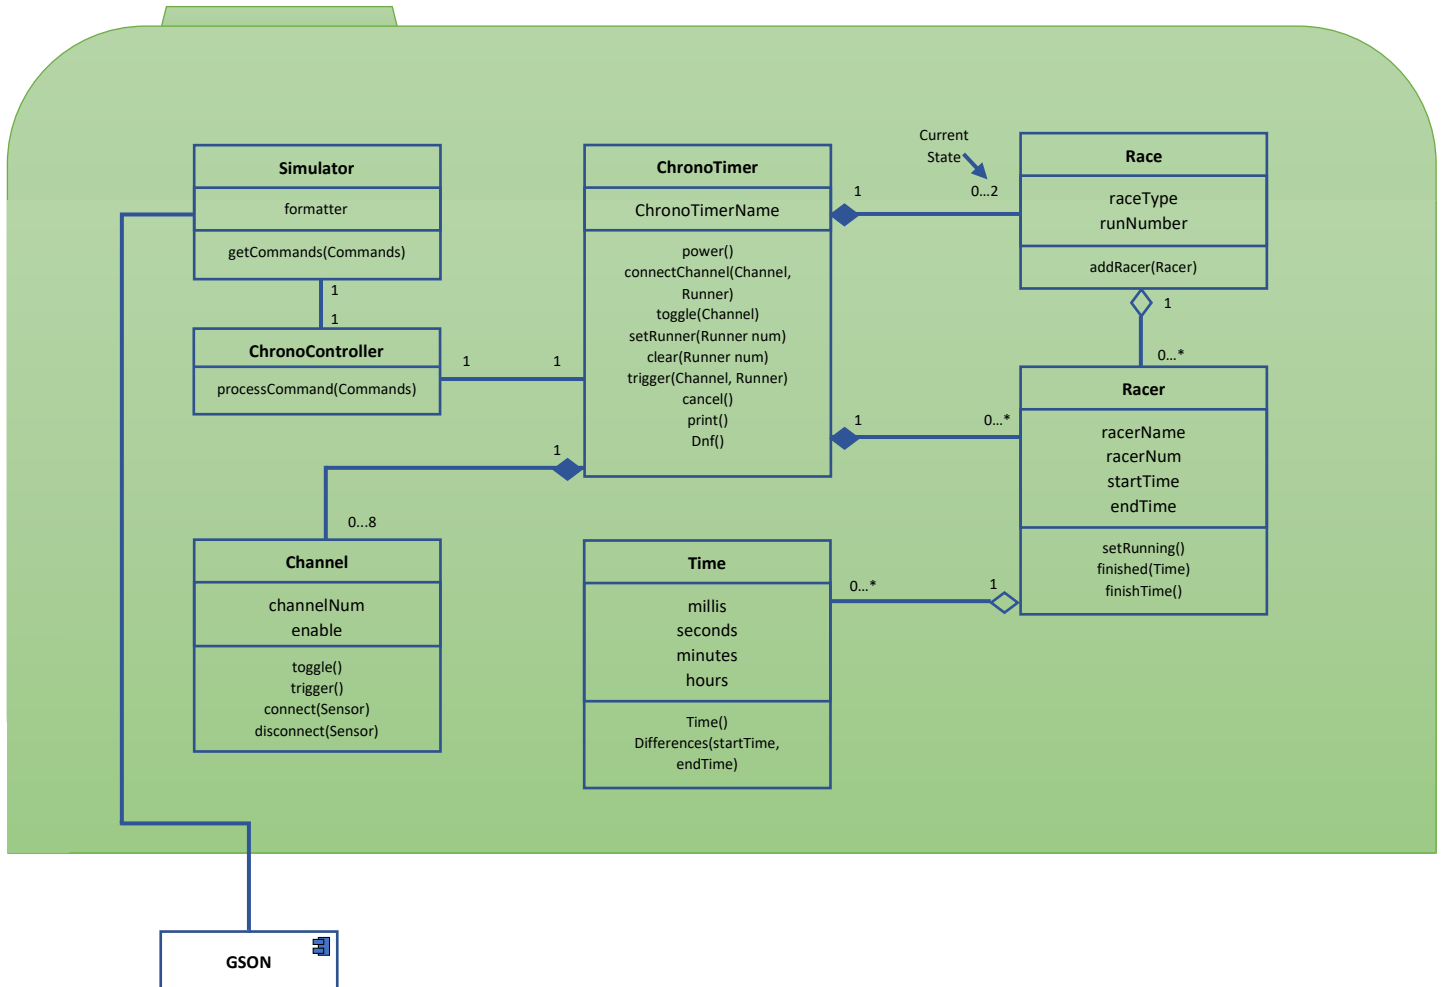 Simulator
formatter
getCommands(Commands)
1
1
ChronoController
processCommand(Commands)
1
1
ChronoTimer
ChronoTimerName
power()
connectChannel(Channel,
Runner)
toggle(Channel)
setRunner(Runner num)
clear(Runner num)
trigger(Channel, Runner)
cancel()
print()
Dnf()
1
0...2
Current
State
Race
raceType
runNumber
addRacer(Racer)
1
0...*
Racer
racerName
racerNum
startTime
endTime
setRunning()
finished(Time)
finishTime()
1
0...*
1
0...8
Channel
channelNum
enable
toggle()
trigger()
connect(Sensor)
disconnect(Sensor)
Time
millis
seconds
minutes
hours
Time()
Differences(startTime,
endTime)
0...*
1
GSON